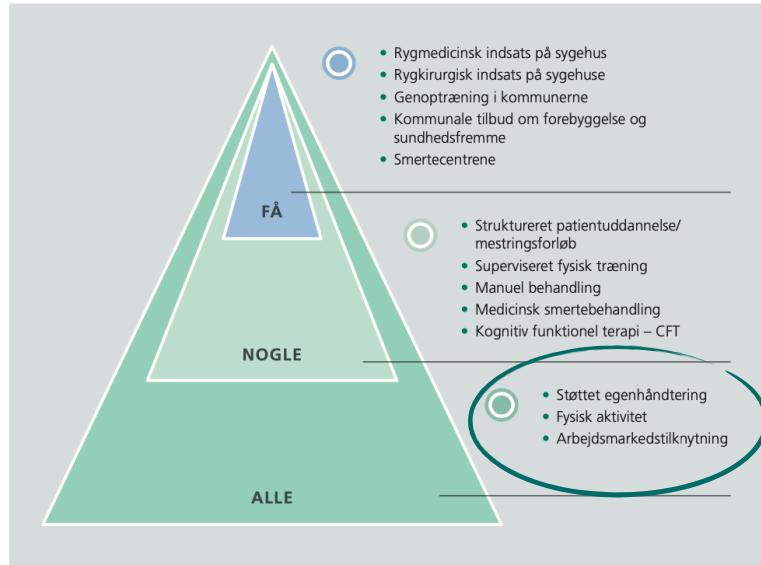 • Rygmedicinsk indsats på sygehus
• Rygkirurgisk indsats på sygehuse
• Genoptræning i kommunerne
• Kommunale tilbud om forebyggelse og
sundhedsfremme
• Smertecentrene
FÅ
• Struktureret patientuddannelse/
mestringsforløb
• Superviseret fysisk træning
• Manuel behandling
• Medicinsk smertebehandling
• Kognitiv funktionel terapi – CFT
NOGLE
• Støttet egenhåndtering
• Fysisk aktivitet
• Arbejdsmarkedstilknytning
ALLE